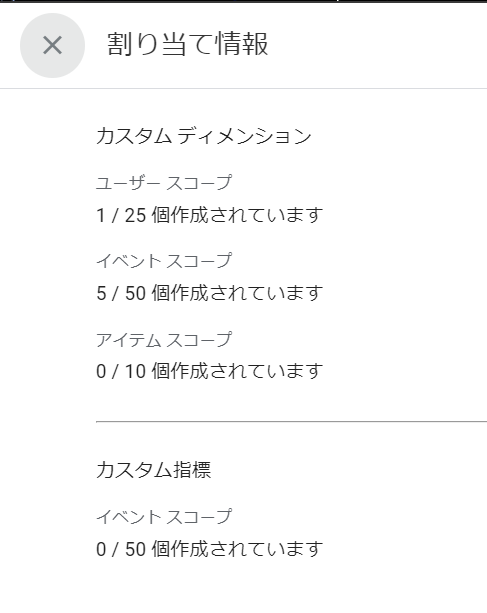 割り当て情報
カスタム ディメンション
ユーザー スコープ
1 / 25 個作成されています
イベント スコープ
5 / 50 個作成されています
アイテム スコープ
0 / 10 個作成されています
カスタム指標
イベント スコープ
0 / 50 個作成されています